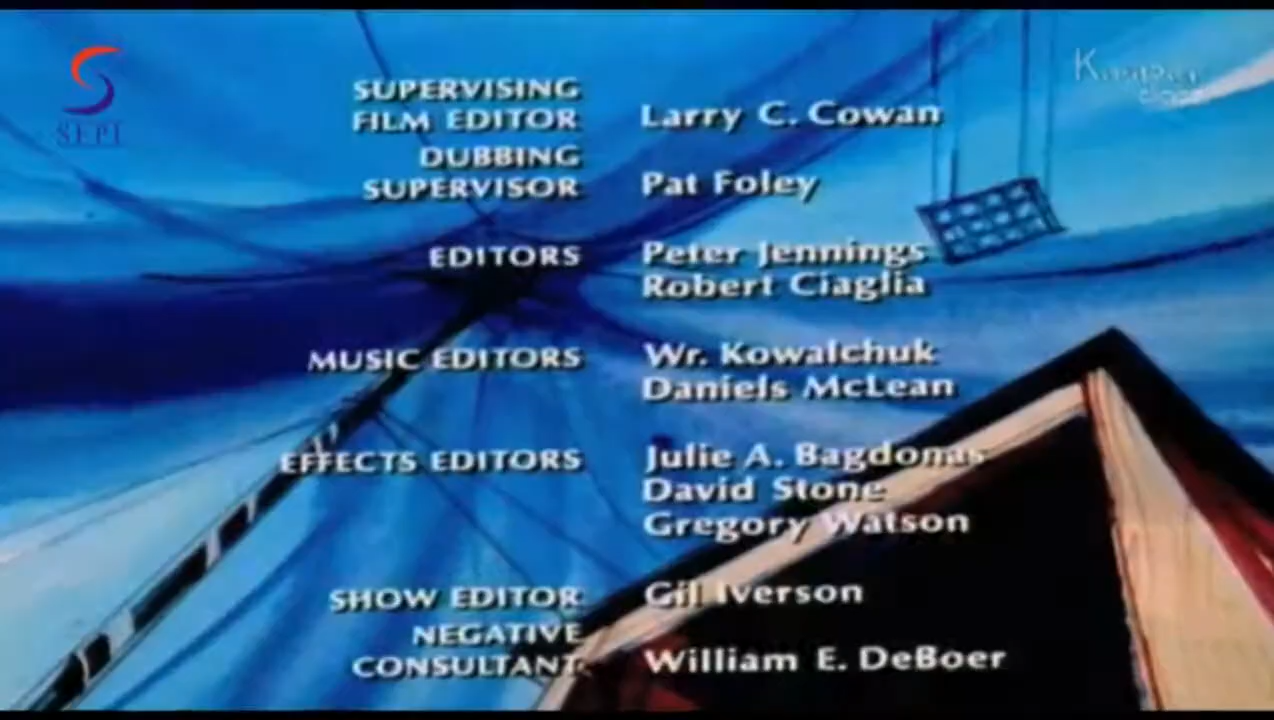 SEPI
SUPERVISING
FILM EDITOR Larry C. Cowan
DUBBING
SUPERVISOR Pat Foley
EDITORS Peter Jennings
Robert Ciaglia
MUSIC EDITORS Wr. Kowalchuk
Daniels McLean
EFFECTS EDITORS Julie A. Bagdonas
David Stone
Gregory Watson
SHOW EDITOR Gil Iverson
NEGATIVE
CONSULTANT William E. DeBoer